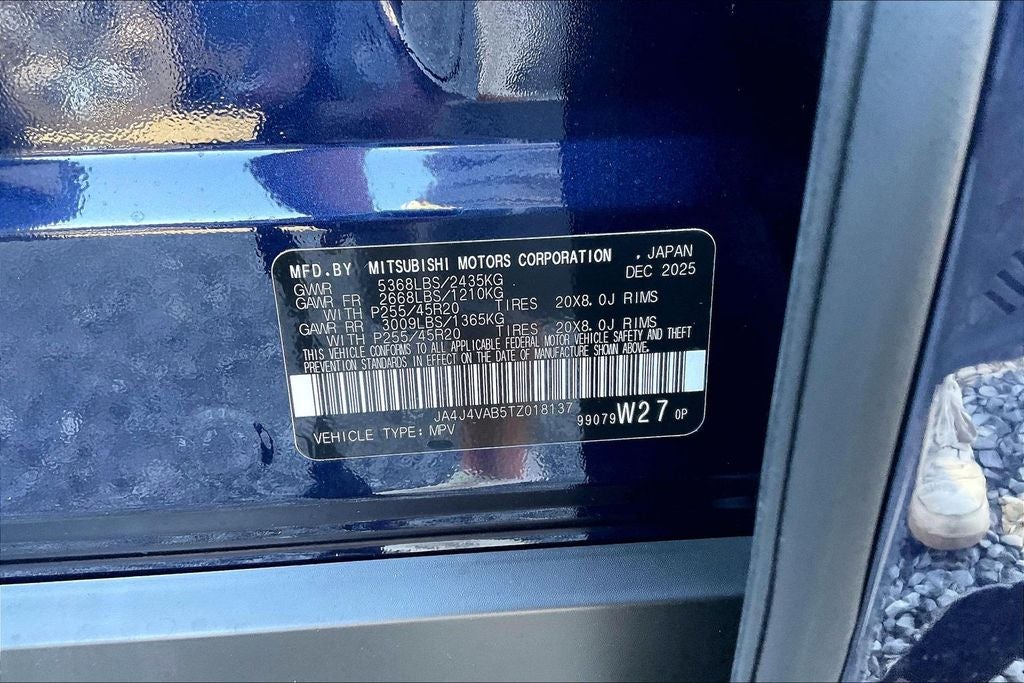 MFD.BY MITSUBISHI MOTORS CORPORATION , JAPAN
GVWR 5368LBS/2435KG DEC 2025
GAWR FR 2668LBS/1210KG
WITH P255/45R20 TIRES 20X8.0J RIMS
GAWR RR 3009LBS/1365KG
WITH P255/45R20 TIRES 20X8.0J RIMS
THIS VEHICLE CONFORMS TO ALL APPLICABLE FEDERAL MOTOR VEHICLE SAFETY AND THEFT
PREVENTION STANDARDS IN EFFECT ON THE DATE OF MANUFACTURE SHOWN ABOVE.
JA4J4VAB5TZ018137
VEHICLE TYPE: MPV 99079 W27 0P